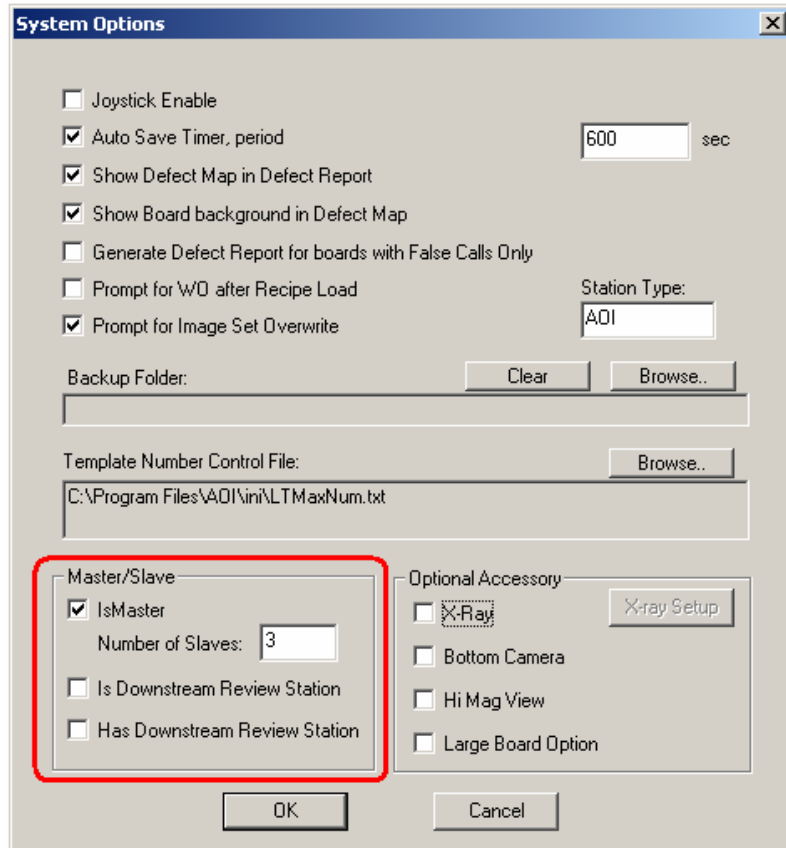 System Options
Joystick Enable
Auto Save Timer, period 600 sec
Show Defect Map in Defect Report
Show Board background in Defect Map
Generate Defect Report for boards with False Calls Only
Prompt for WO after Recipe Load Station Type:
Prompt for Image Set Overwrite AOI
Backup Folder: Clear Browse..
Template Number Control File: Browse..
C:\Program Files\AOI\ini\LTMaxNum.txt
Master/Slave
IsMaster
Number of Slaves: 3
Is Downstream Review Station
Has Downstream Review Station
Optional Accessory
X-Ray X-ray Setup
Bottom Camera
Hi Mag View
Large Board Option
OK Cancel